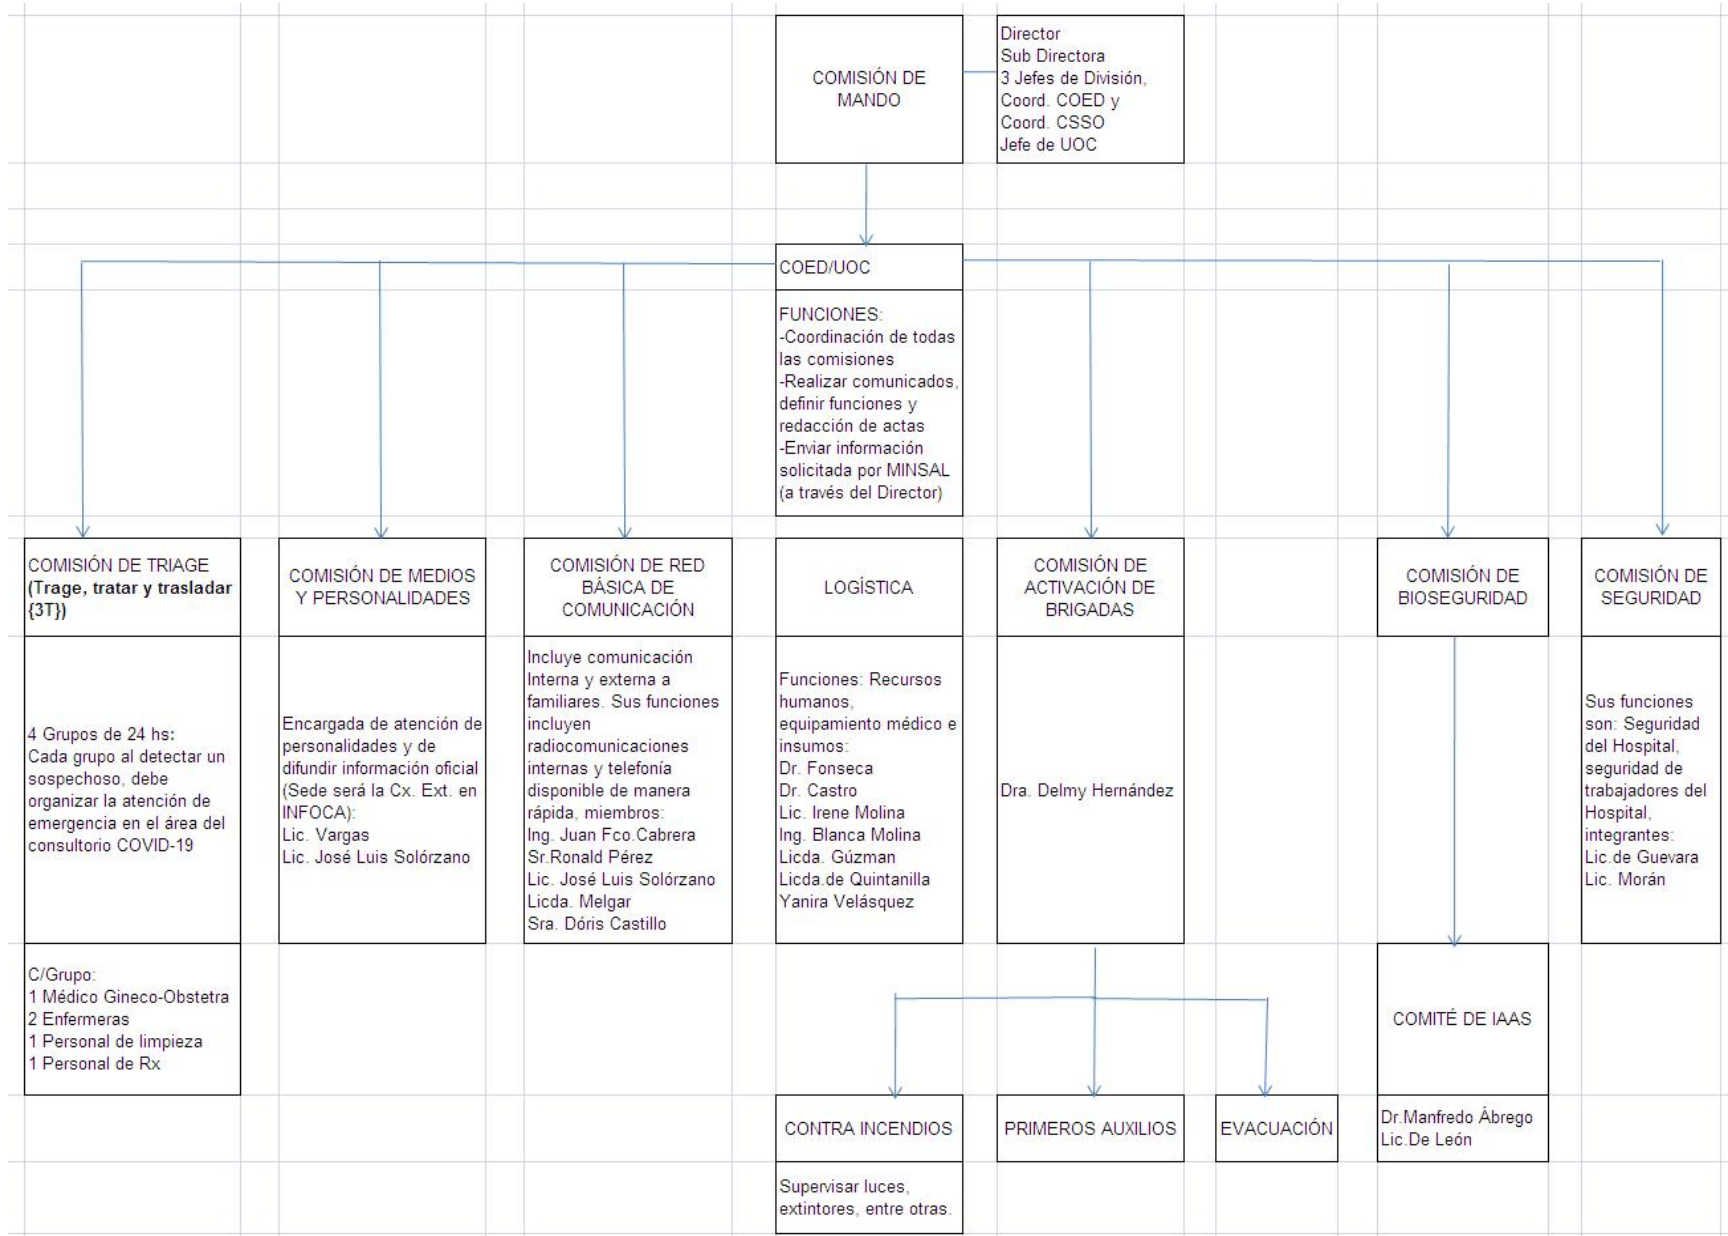 COMISIÓN DE
MANDO
Director
Sub Directora
3 Jefes de División,
Coord. COED y
Coord. CSSO
Jefe de UOC
COED/UOC
FUNCIONES:
-Coordinación de todas
las comisiones
-Realizar comunicados,
definir funciones y
redacción de actas
-Enviar información
solicitada por MINSAL
(a través del Director)
COMISIÓN DE TRIAGE
(Trage, tratar y trasladar
{3T})
4 Grupos de 24 hs:
Cada grupo al detectar un
sospechoso, debe
organizar la atención de
emergencia en el área del
consultorio COVID-19
C/Grupo:
1 Médico Gineco-Obstetra
2 Enfermeras
1 Personal de limpieza
1 Personal de Rx
COMISIÓN DE MEDIOS
Y PERSONALIDADES
Encargada de atención de
personalidades y de
difundir información oficial
(Sede será la Cx. Ext. en
INFOCA):
Lic. Vargas
Lic. José Luis Solórzano
COMISIÓN DE RED
BÁSICA DE
COMUNICACIÓN
Incluye comunicación
Interna y externa a
familiares. Sus funciones
incluyen
radiocomunicaciones
internas y telefonía
disponible de manera
rápida, miembros:
Ing. Juan Fco.Cabrera
Sr.Ronald Pérez
Lic. José Luis Solórzano
Licda. Melgar
Sra. Dóris Castillo
LOGÍSTICA
Funciones: Recursos
humanos,
equipamiento médico e
insumos:
Dr. Fonseca
Dr. Castro
Lic. Irene Molina
Ing. Blanca Molina
Licda. Gúzman
Licda.de Quintanilla
Yanira Velásquez
COMISIÓN DE
ACTIVACIÓN DE
BRIGADAS
Dra. Delmy Hernández
CONTRA INCENDIOS
Supervisar luces,
extintores, entre otras.
PRIMEROS AUXILIOS
EVACUACIÓN
COMISIÓN DE
BIOSEGURIDAD
COMITÉ DE IAAS
Dr.Manfredo Ábrego
Lic.De León
COMISIÓN DE
SEGURIDAD
Sus funciones
son: Seguridad
del Hospital,
seguridad de
trabajadores del
Hospital,
integrantes:
Lic.de Guevara
Lic. Morán